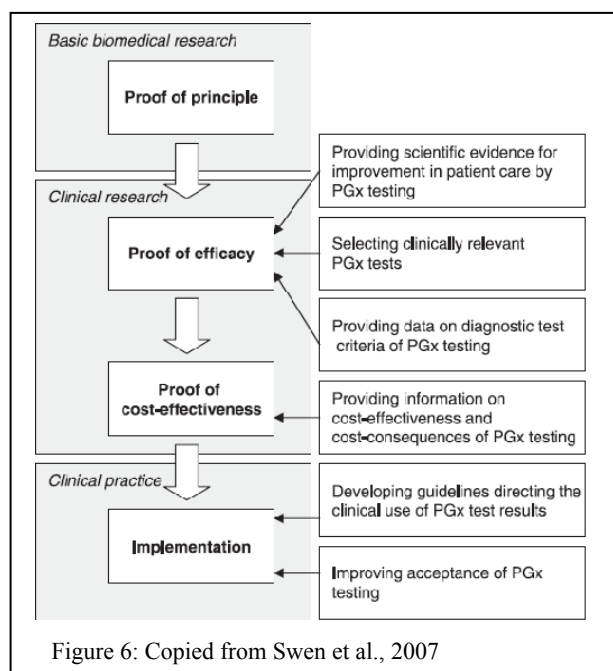 Basic biomedical research
Proof of principle
Clinical research
Providing scientific evidence for
improvement in patient care by
PGx testing
Proof of efficacy
Selecting clinically relevant
PGx tests
Providing data on diagnostic test
criteria of PGx testing
Proof of
cost-effectiveness
Providing information on
cost-effectiveness and
cost-consequences of PGx testing
Clinical practice
Implementation
Developing guidelines directing the
clinical use of PGx test results
Improving acceptance of PGx
testing
Figure 6: Copied from Swen et al., 2007